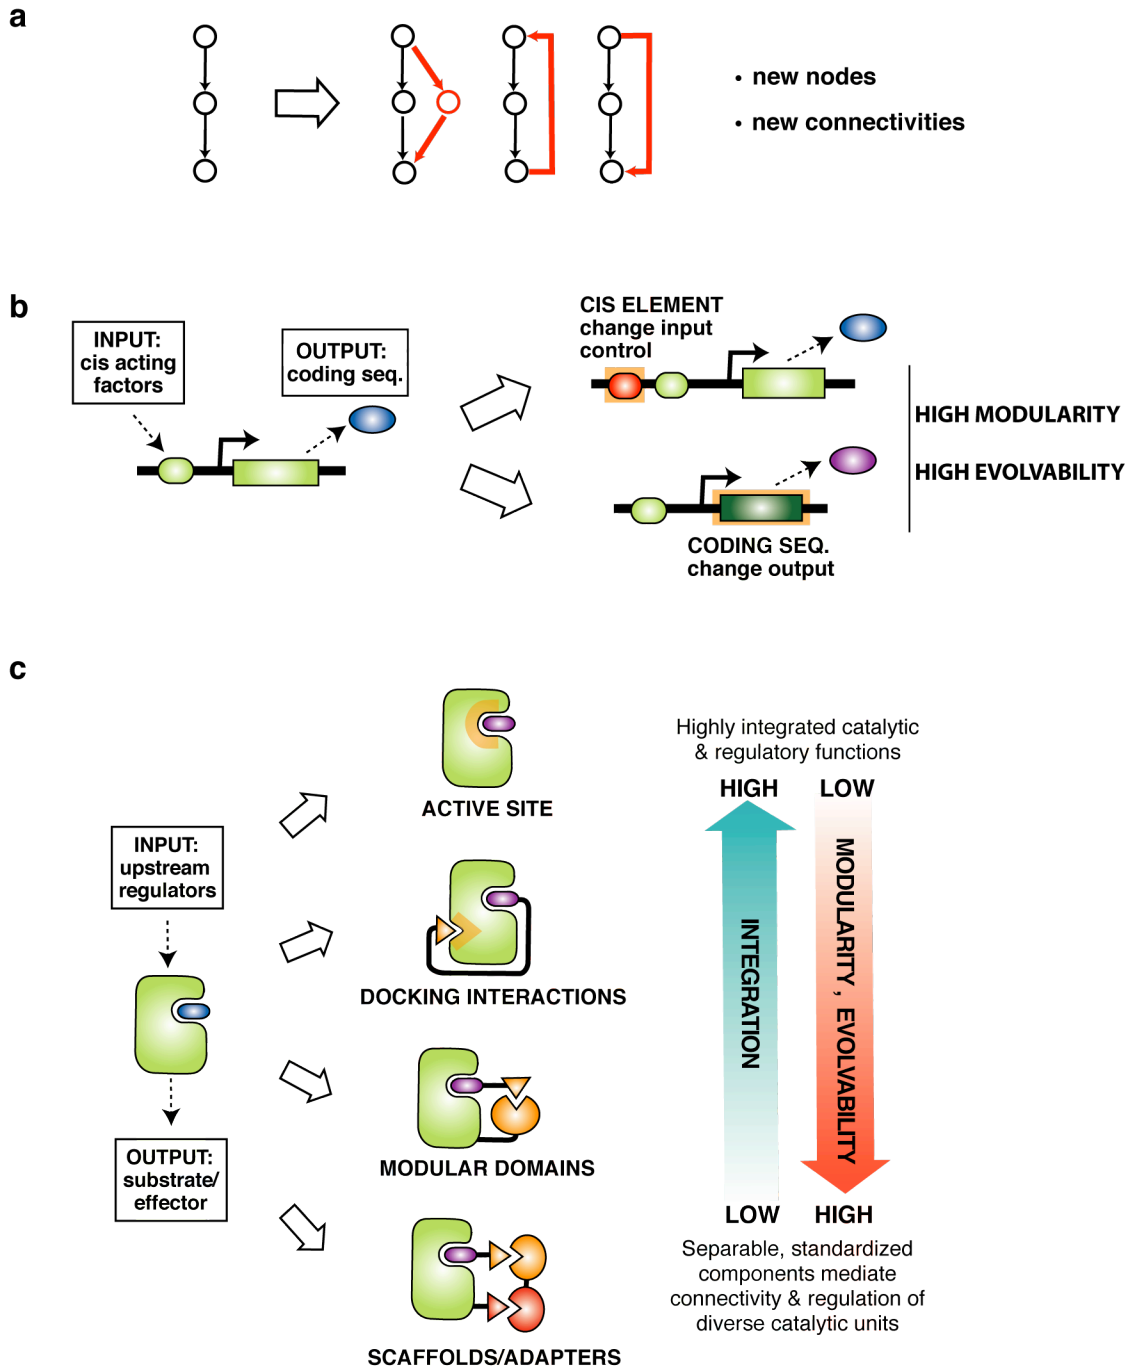 a
• new nodes
• new connectivities
b
INPUT:
cis acting
factors
OUTPUT:
coding seq.
CIS ELEMENT
change input
control
CODING SEQ.
change output
HIGH MODULARITY
HIGH EVOLVABILITY
c
INPUT:
upstream
regulators
OUTPUT:
substrate/
effector
ACTIVE SITE
DOCKING INTERACTIONS
MODULAR DOMAINS
SCAFFOLDS/ADAPTERS
Highly integrated catalytic
& regulatory functions
HIGH
LOW
INTEGRATION
MODULARITY , EVOLVABILITY
LOW
HIGH
Separable, standardized
components mediate
connectivity & regulation of
diverse catalytic units